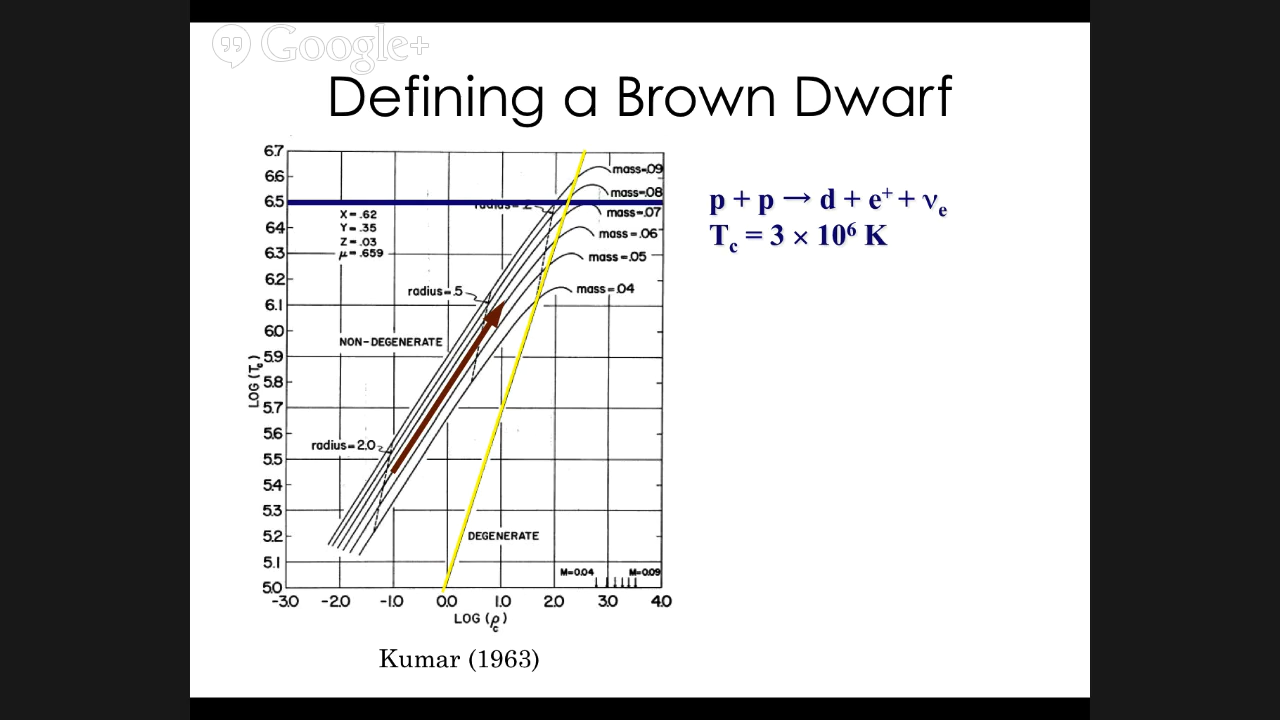 Google+
Defining a Brown Dwarf
6.7
6.6
6.5
6.4
6.3
6.2
6.1
6.0
5.9
5.8
5.7
5.6
5.5
5.4
5.3
5.2
5.1
5.0
LOG (Tc)
X=.62
Y=.35
Z=.03
μ=.659
mass=.09
mass=.08
mass=.07
mass=.06
mass=.05
mass=.04
radius=.5
NON-DEGENERATE
radius=2.0
DEGENERATE
M=0.04 M=0.09
-3.0 -2.0 -1.0 0.0 1.0 2.0 3.0 4.0
LOG (ρc)
Kumar (1963)
p + p → d + e⁺ + νₑ
Tc = 3 × 10⁶ K